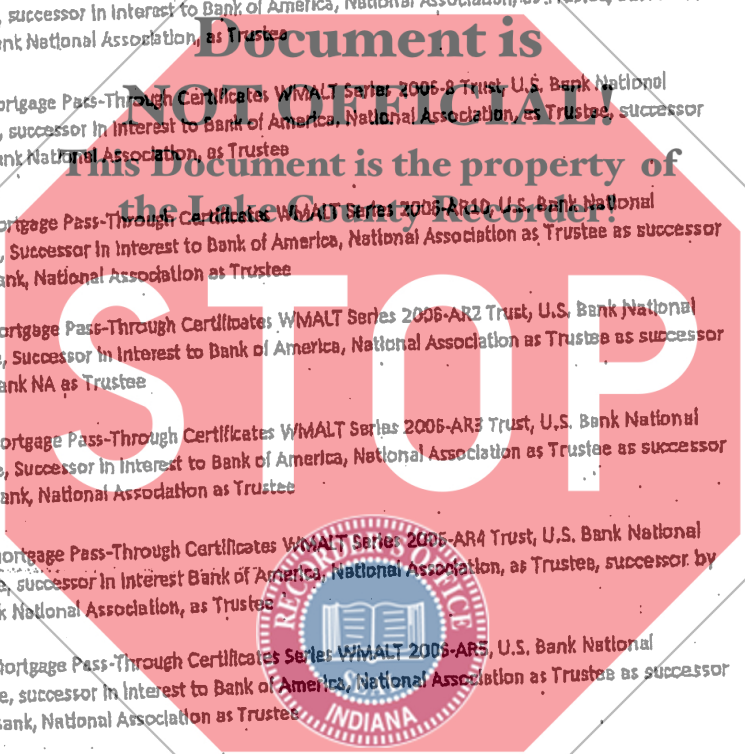 , successor in Interest to Bank of America, National Association, as Trustee, successor
ank National Association, as Trustee
Document is
ortgage Pass-Through Certificates WMALT Series 2006-8 Trust, U.S. Bank National
NOT OFFICIAL!
, successor in Interest to Bank of America, National Association, as Trustee, successor
ank National Association, as Trustee
This Document is the property of
the Lake County Recorder!
ortgage Pass-Through Certificates WMALT Series 2006-AR10, U.S. Bank National
, Successor in Interest to Bank of America, National Association as Trustee as successor
ank, National Association as Trustee
STOP
ortgage Pass-Through Certificates WMALT Series 2006-AR2 Trust, U.S. Bank National
e, Successor in Interest to Bank of America, National Association as Trustee as successor
ank NA as Trustee
ortgage Pass-Through Certificates WMALT Series 2006-AR3 Trust, U.S. Bank National
e, Successor in Interest to Bank of America, National Association as Trustee as successor
ank, National Association as Trustee
ortgage Pass-Through Certificates WMALT Series 2006-AR4 Trust, U.S. Bank National
e, successor in interest Bank of America, National Association, as Trustee, successor by
k National Association, as Trustee
RECORDER'S OFFICE
Mortgage Pass-Through Certificates Series WMALT 2006-AR5, U.S. Bank National
e, successor in Interest to Bank of America, National Association as Trustee as successor
Bank, National Association as Trustee
INDIANA